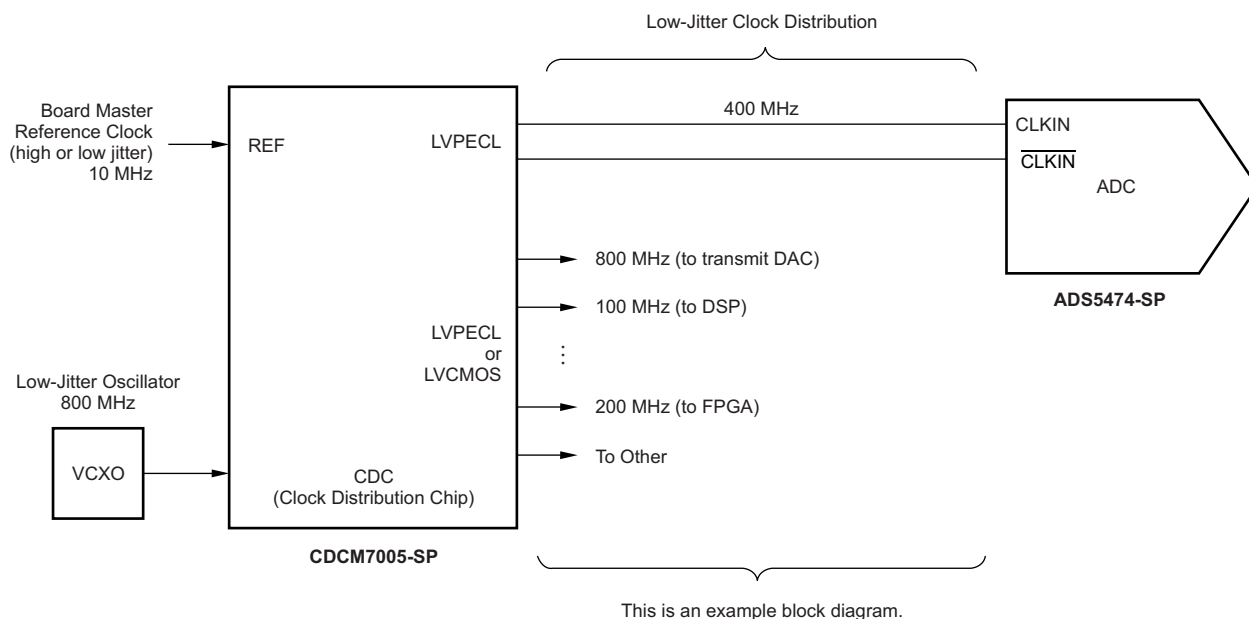 Low-Jitter Clock Distribution
Board Master
Reference Clock
(high or low jitter)
10 MHz
REF
LVPECL
400 MHz
CLKIN
CLKIN
ADC
ADS5474-SP
800 MHz (to transmit DAC)
100 MHz (to DSP)
LVPECL
or
LVCMOS
⋮
200 MHz (to FPGA)
To Other
Low-Jitter Oscillator
800 MHz
VCXO
CDC
(Clock Distribution Chip)
CDCM7005-SP
This is an example block diagram.